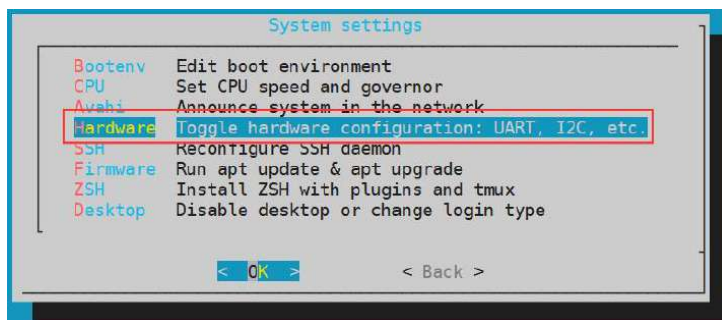 System settings
Bootenv Edit boot environment
CPU Set CPU speed and governor
Avahi Announce system in the network
Hardware Toggle hardware configuration: UART, I2C, etc.
SSH Reconfigure SSH daemon
Firmware Run apt update & apt upgrade
ZSH Install ZSH with plugins and tmux
Desktop Disable desktop or change login type
< OK > < Back >